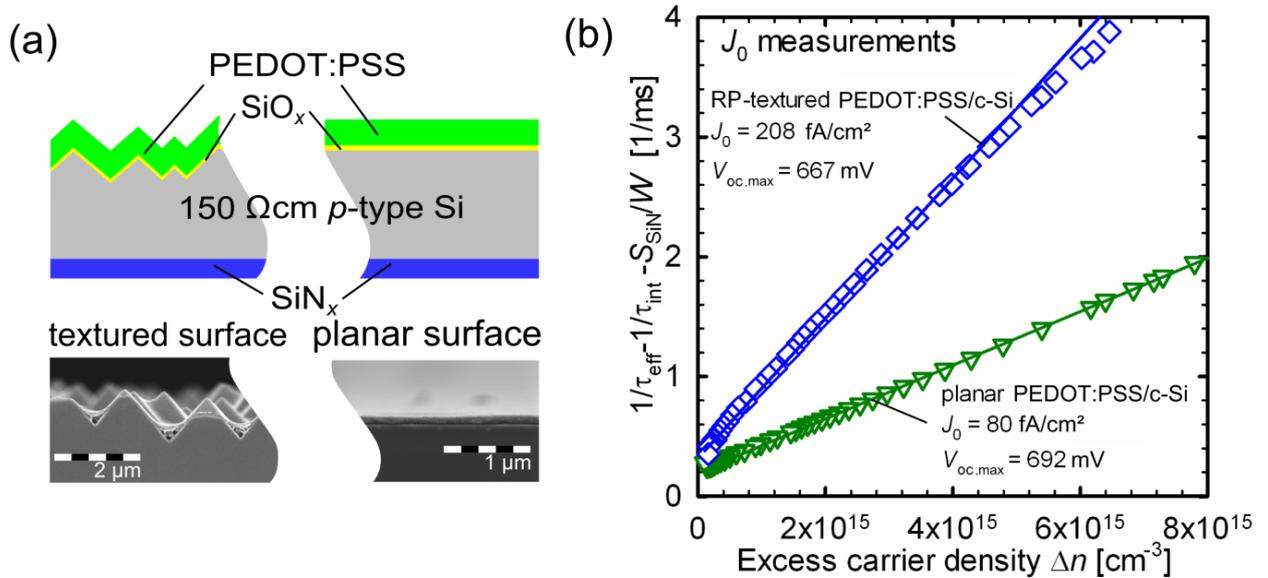 (a)
PEDOT:PSS
SiOx
150 Ωcm p-type Si
SiNx
textured surface
planar surface
2 µm
1 µm
(b)
J0 measurements
RP-textured PEDOT:PSS/c-Si
J0 = 208 fA/cm²
Voc.max = 667 mV
planar PEDOT:PSS/c-Si
J0 = 80 fA/cm²
Voc.max = 692 mV
1/τeff-1/τint -SSiN/W [1/ms]
4
3
2
1
0
0
2x10¹⁵
4x10¹⁵
6x10¹⁵
8x10¹⁵
Excess carrier density Δn [cm⁻³]